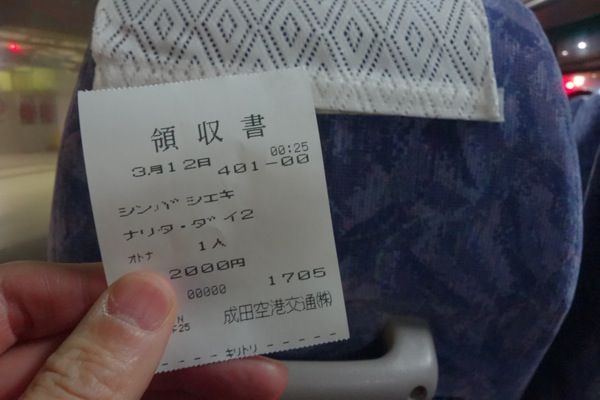 領収書
00:25
3月12日 401-00
シンバシエキ
ナリタ・ダイ2
オトナ 1人
2000円
00000 1705
N
F25 成田空港交通(株)
- - - - キリトリ - - - -